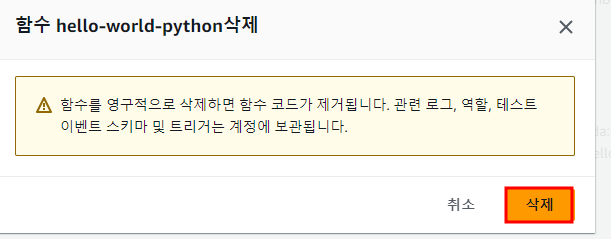 함수 hello-world-python삭제
함수를 영구적으로 삭제하면 함수 코드가 제거됩니다. 관련 로그, 역할, 테스트
이벤트 스키마 및 트리거는 계정에 보관됩니다.
취소
삭제